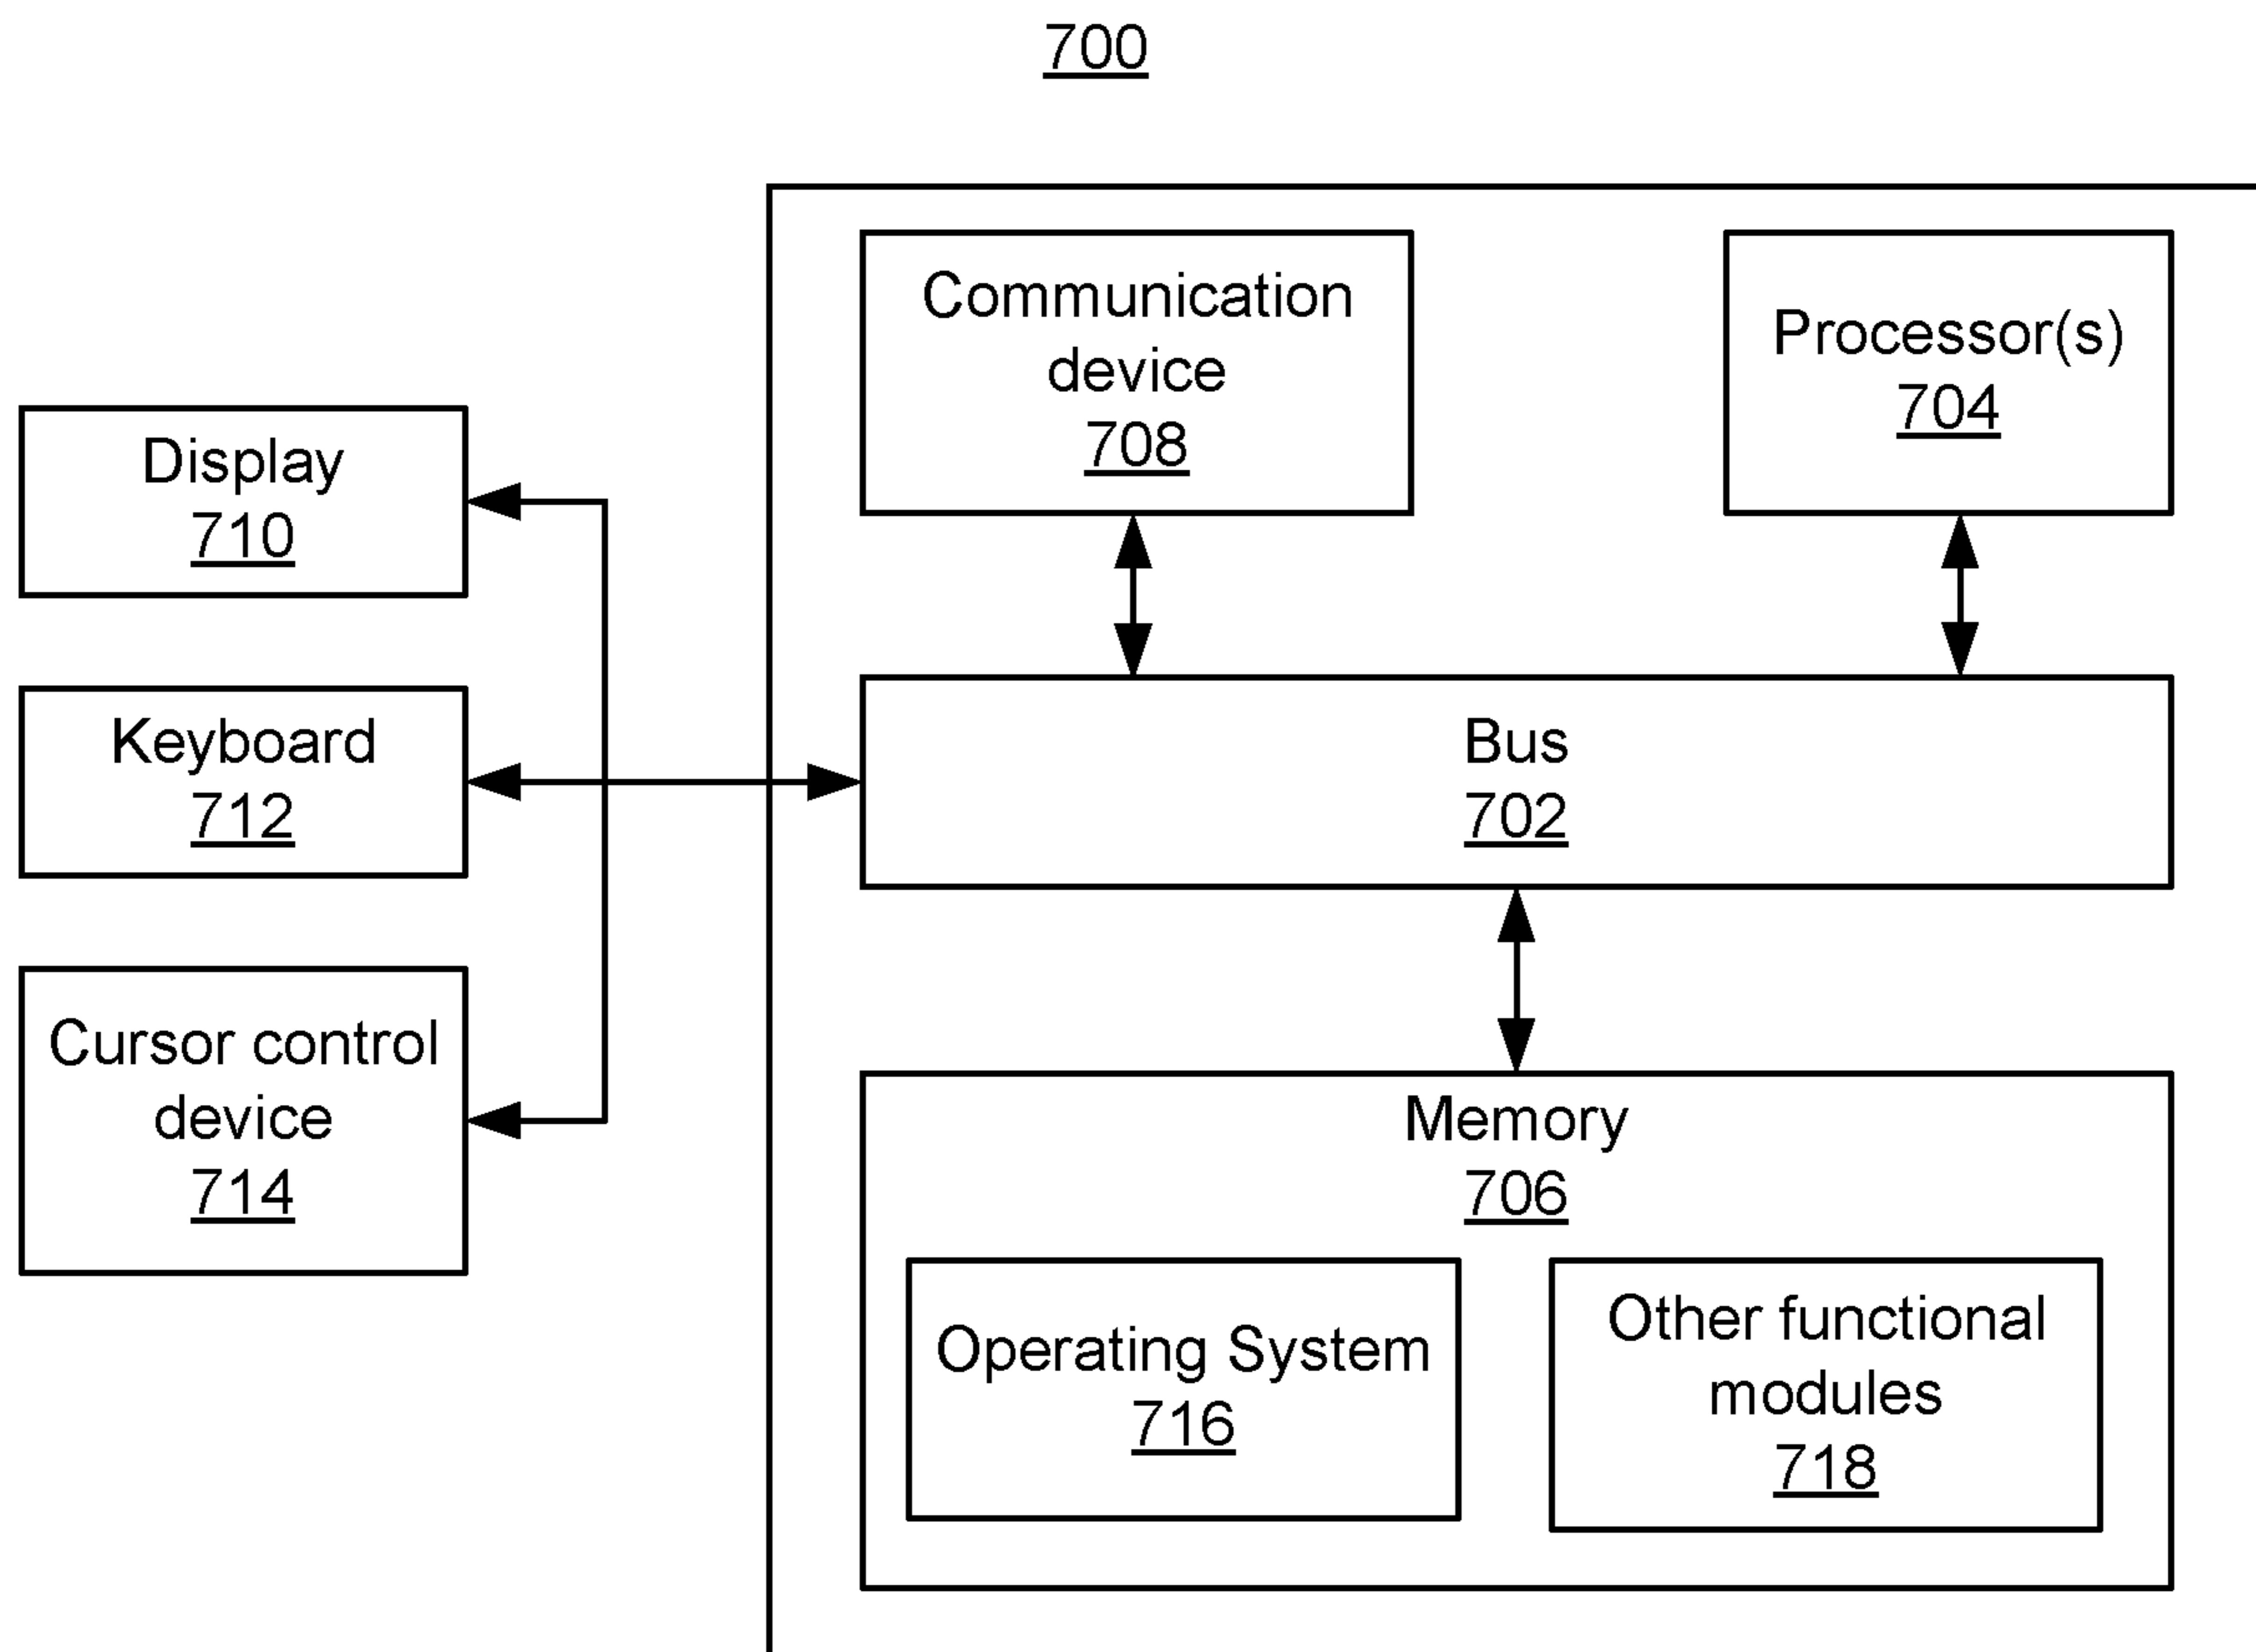 700
Communication
device
708
Processor(s)
704
Display
710
Keyboard
712
Bus
702
Cursor control
device
714
Memory
706
Operating System
716
Other functional
modules
718